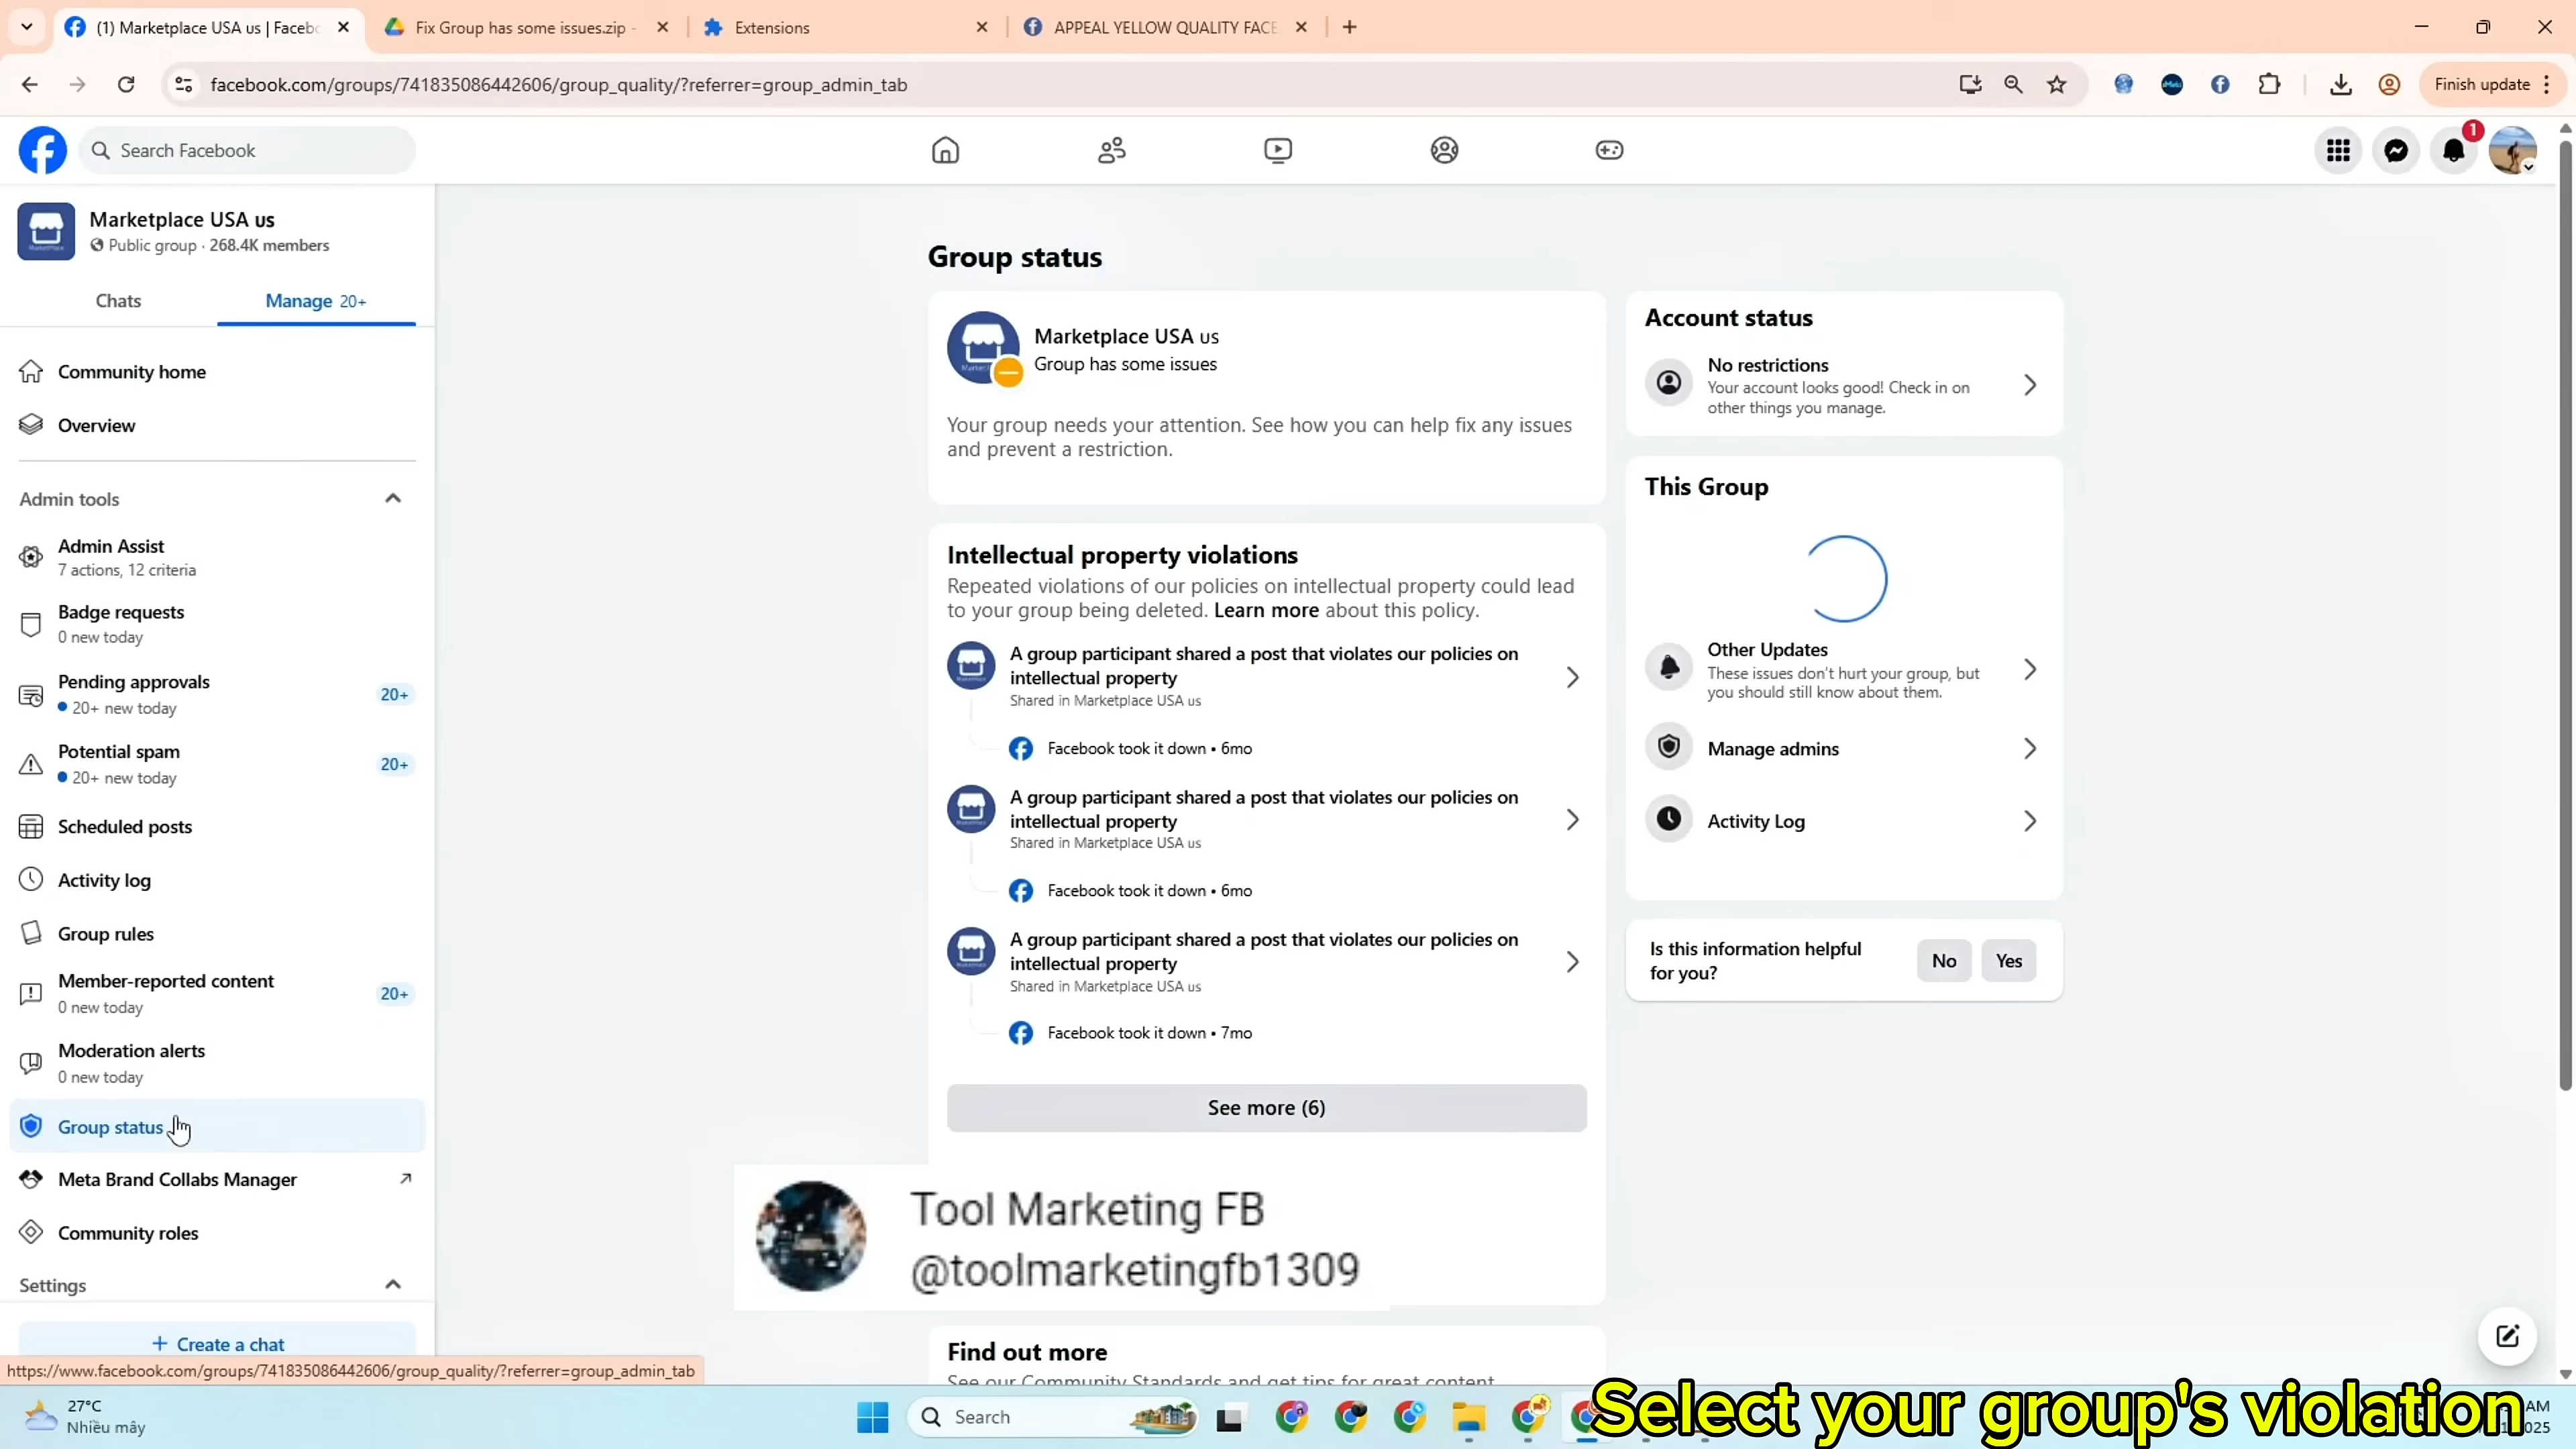 (1) Marketplace USA us | Facebo
Fix Group has some issues.zip -
Extensions
APPEAL YELLOW QUALITY FACE
facebook.com/groups/741835086442606/group_quality/?referrer=group_admin_tab
Finish update
Search Facebook
1
Marketplace USA us
Public group · 268.4K members
Chats
Manage 20+
Community home
Overview
Admin tools
Admin Assist
7 actions, 12 criteria
Badge requests
0 new today
Pending approvals
20+ new today
20+
Potential spam
20+ new today
20+
Scheduled posts
Activity log
Group rules
Member-reported content
0 new today
20+
Moderation alerts
0 new today
Group status
Meta Brand Collabs Manager
Community roles
Settings
+ Create a chat
https://www.facebook.com/groups/741835086442606/group_quality/?referrer=group_admin_tab
Group status
Marketplace USA us
Group has some issues
Your group needs your attention. See how you can help fix any issues
and prevent a restriction.
Intellectual property violations
Repeated violations of our policies on intellectual property could lead
to your group being deleted. Learn more about this policy.
A group participant shared a post that violates our policies on
intellectual property
Shared in Marketplace USA us
Facebook took it down • 6mo
A group participant shared a post that violates our policies on
intellectual property
Shared in Marketplace USA us
Facebook took it down • 6mo
A group participant shared a post that violates our policies on
intellectual property
Shared in Marketplace USA us
Facebook took it down • 7mo
See more (6)
Tool Marketing FB
@toolmarketingfb1309
Find out more
See our Community Standards and get tips for great content
Account status
No restrictions
Your account looks good! Check in on
other things you manage.
This Group
Other Updates
These issues don't hurt your group, but
you should still know about them.
Manage admins
Activity Log
Is this information helpful
for you?
No
Yes
27°C
Nhiều mây
Search
Select your group's violation
AM
2025